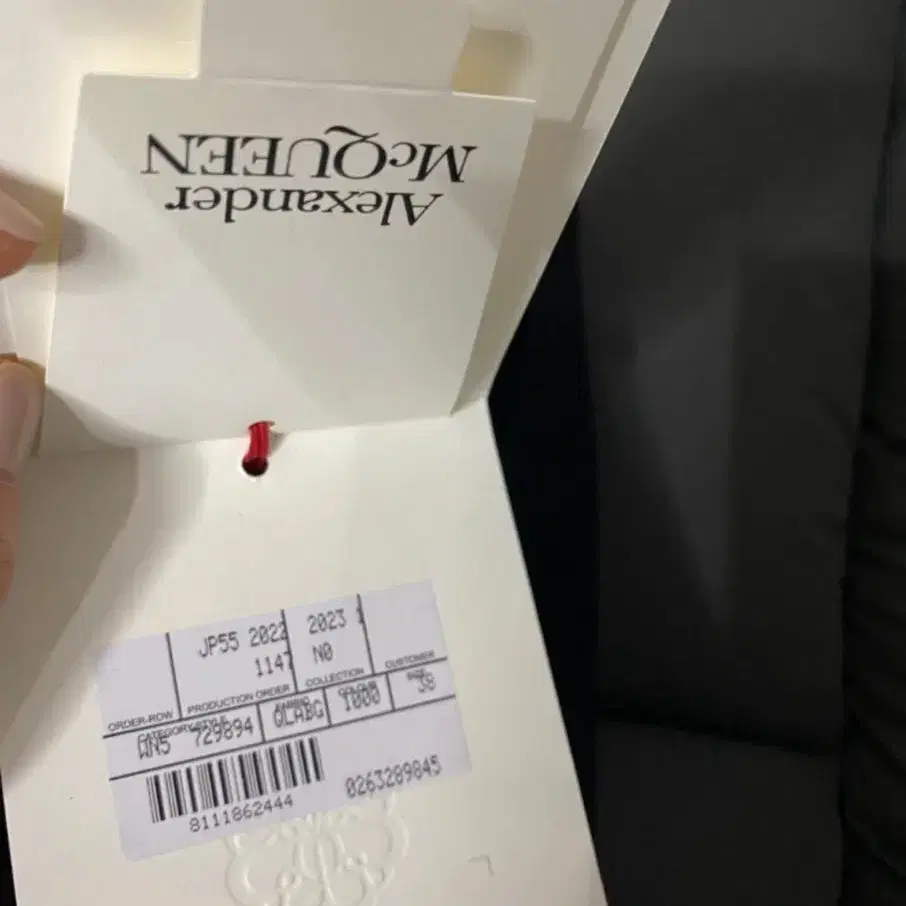 Alexander
McQUEEN
JP55 2022 2023
1147 N0
ORDER-ROW PRODUCTION ORDER COLLECTION CUSTOMER
WN5 729894 QLABG 1000 38
8111862444 0263289845